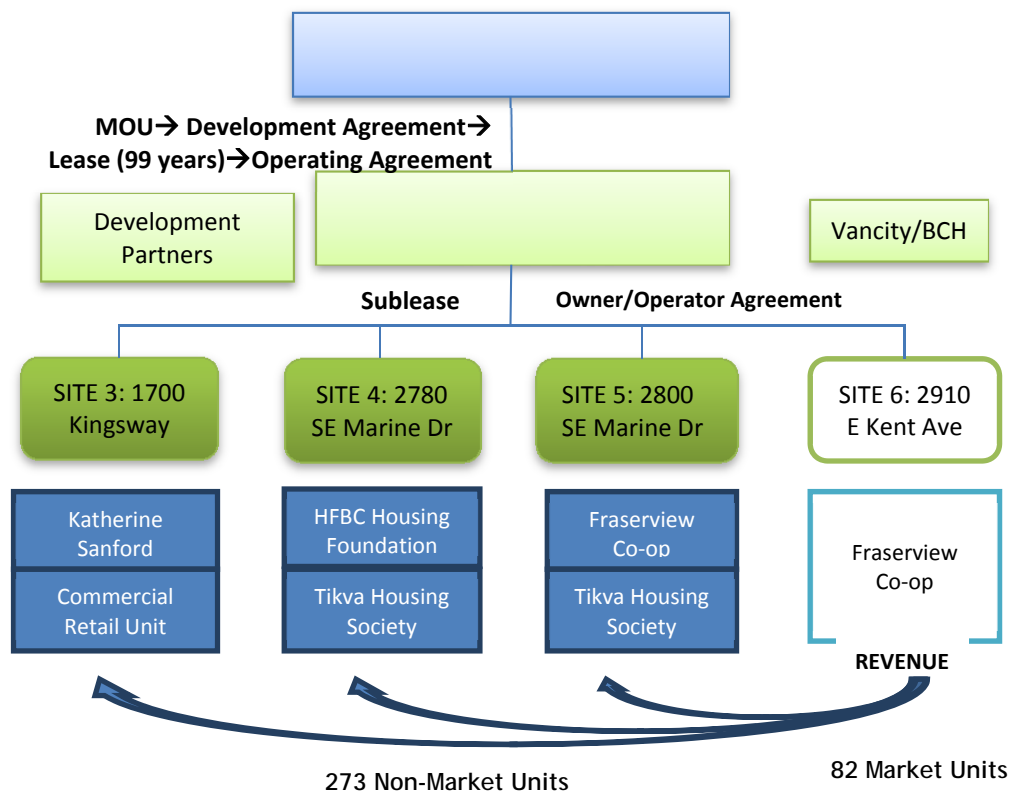 MOU→ Development Agreement→
Lease (99 years)→Operating Agreement
Development
Partners
Vancity/BCH
Sublease
Owner/Operator Agreement
SITE 3: 1700
Kingsway
SITE 4: 2780
SE Marine Dr
SITE 5: 2800
SE Marine Dr
SITE 6: 2910
E Kent Ave
Katherine
Sanford
Commercial
Retail Unit
HFBC Housing
Foundation
Tikva Housing
Society
Fraserview
Co-op
Tikva Housing
Society
Fraserview
Co-op
REVENUE
273 Non-Market Units
82 Market Units